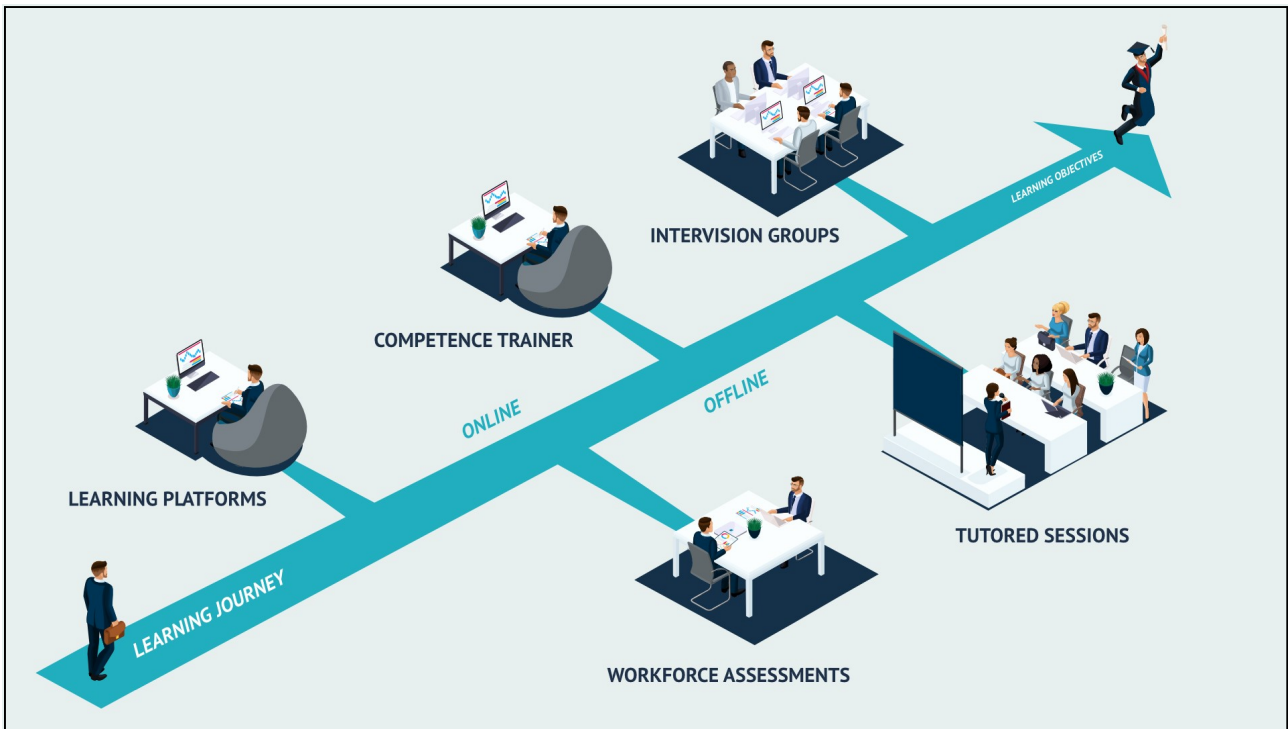 LEARNING OBJECTIVES
INTERVISION GROUPS
COMPETENCE TRAINER
OFFLINE
ONLINE
LEARNING PLATFORMS
TUTORED SESSIONS
LEARNING JOURNEY
WORKFORCE ASSESSMENTS